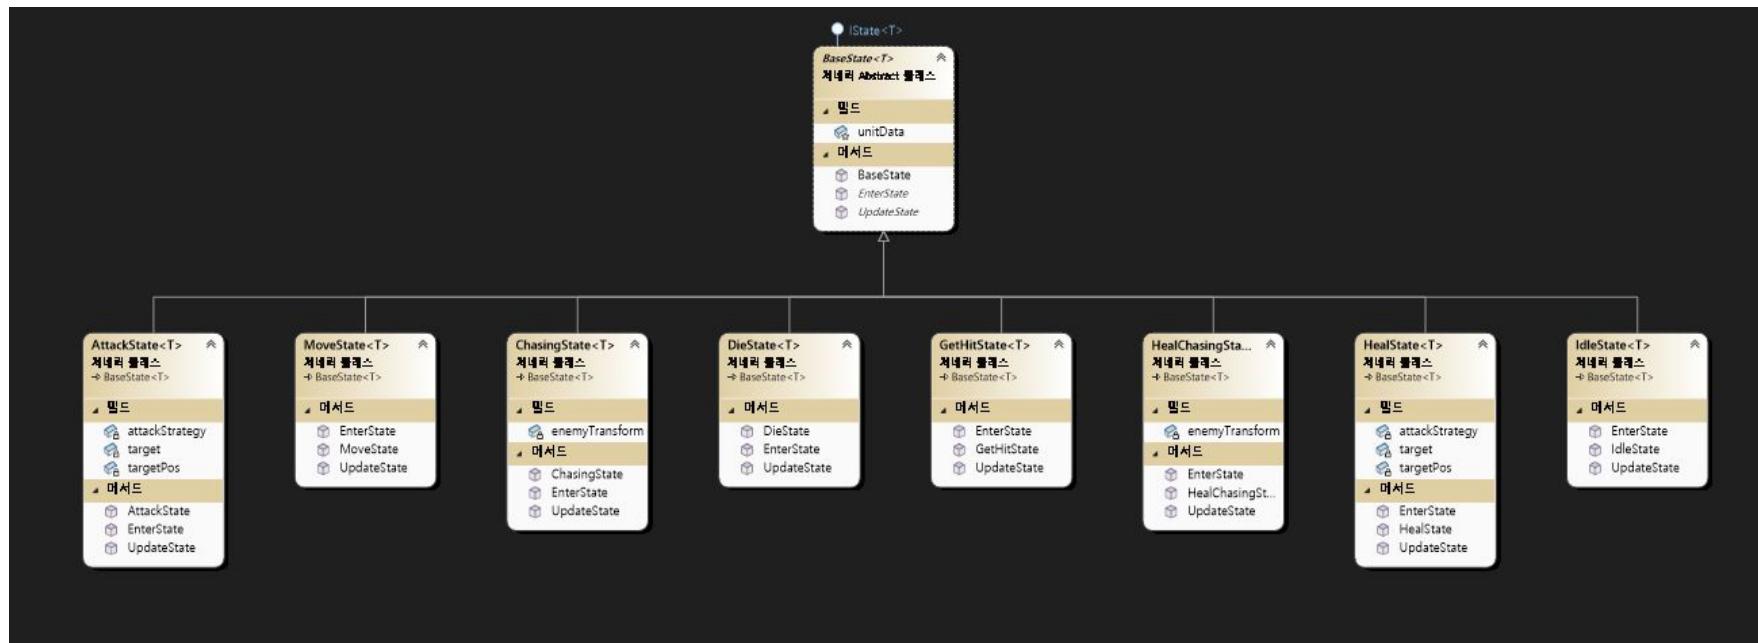 IState<T>
BaseState<T>
제네릭 Abstract 클래스
필드
unitData
메서드
BaseState
EnterState
UpdateState
AttackState<T>
제네릭 클래스
BaseState<T>
필드
attackStrategy
target
targetPos
메서드
AttackState
EnterState
UpdateState
MoveState<T>
제네릭 클래스
BaseState<T>
메서드
EnterState
MoveState
UpdateState
ChasingState<T>
제네릭 클래스
BaseState<T>
필드
enemyTransform
메서드
ChasingState
EnterState
UpdateState
DieState<T>
제네릭 클래스
BaseState<T>
메서드
DieState
EnterState
UpdateState
GetHitState<T>
제네릭 클래스
BaseState<T>
메서드
EnterState
GetHitState
UpdateState
HealChasingSta...
제네릭 클래스
BaseState<T>
필드
enemyTransform
메서드
EnterState
HealChasingSt...
UpdateState
HealState<T>
제네릭 클래스
BaseState<T>
필드
attackStrategy
target
targetPos
메서드
EnterState
HealState
UpdateState
IdleState<T>
제네릭 클래스
BaseState<T>
메서드
EnterState
IdleState
UpdateState